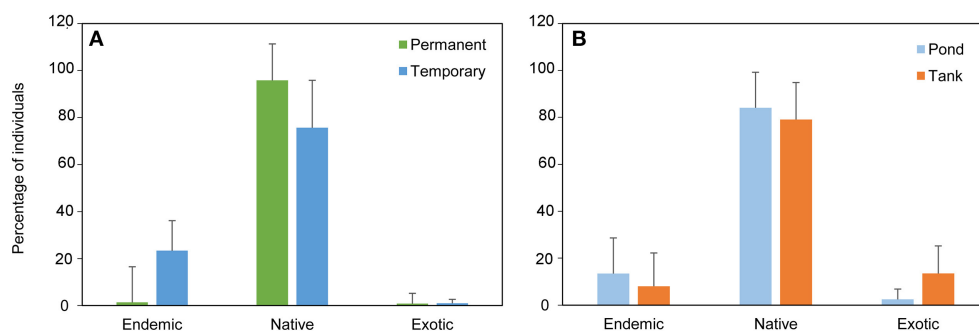 A
Permanent
Temporary
Percentage of individuals
120
100
80
60
40
20
0
Endemic Native Exotic
B
Pond
Tank
120
100
80
60
40
20
0
Endemic Native Exotic